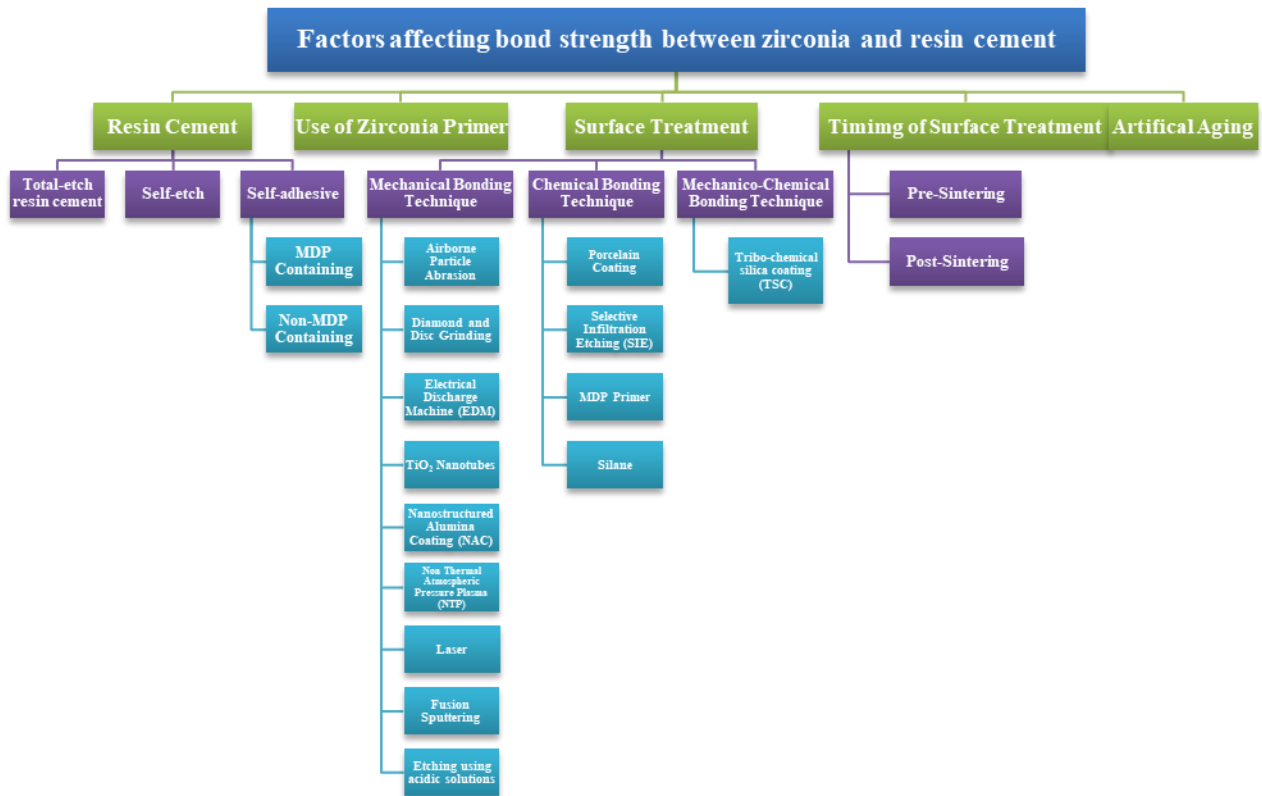 Factors affecting bond strength between zirconia and resin cement
Resin Cement
Use of Zirconia Primer
Surface Treatment
Timimg of Surface Treatment
Artifical Aging
Total-etch
resin cement
Self-etch
Self-adhesive
MDP
Containing
Non-MDP
Containing
Mechanical Bonding
Technique
Airborne
Particle
Abrasion
Diamond and
Disc Grinding
Electrical
Discharge
Machine (EDM)
TiO₂ Nanotubes
Nanostructured
Alumina
Coating (NAC)
Non Thermal
Atmospheric
Pressure Plasma
(NTP)
Laser
Fusion
Sputtering
Etching using
acidic solutions
Chemical Bonding
Technique
Porcelain
Coating
Selective
Infiltration
Etching (SIE)
MDP Primer
Silane
Mechanico-Chemical
Bonding Technique
Tribo-chemical
silica coating
(TSC)
Pre-Sintering
Post-Sintering